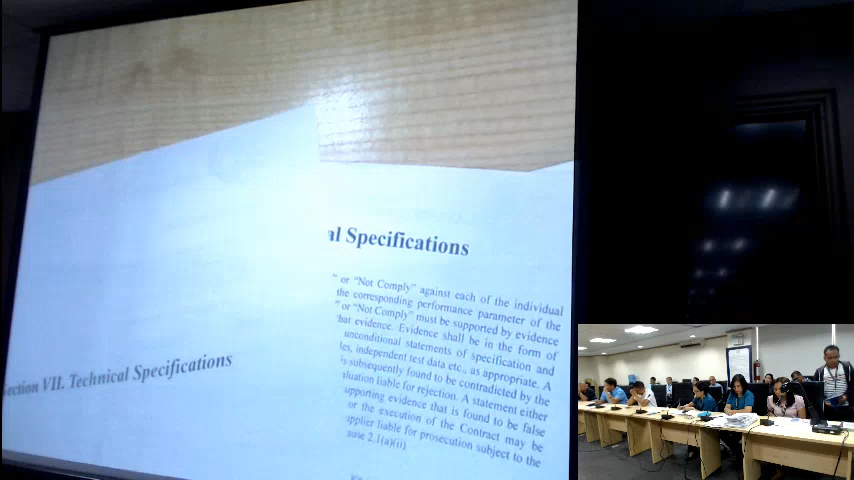 Section VII. Technical Specifications
al Specifications
" or "Not Comply" against each of the individual
the corresponding performance parameter of the
" or "Not Comply" must be supported by evidence
hat evidence. Evidence shall be in the form of
unconditional statements of specification and
les, independent test data etc., as appropriate. A
is subsequently found to be contradicted by the
luation liable for rejection. A statement either
upporting evidence that is found to be false
or the execution of the Contract may be
upplier liable for prosecution subject to the
ause 2.1(a)(ii)